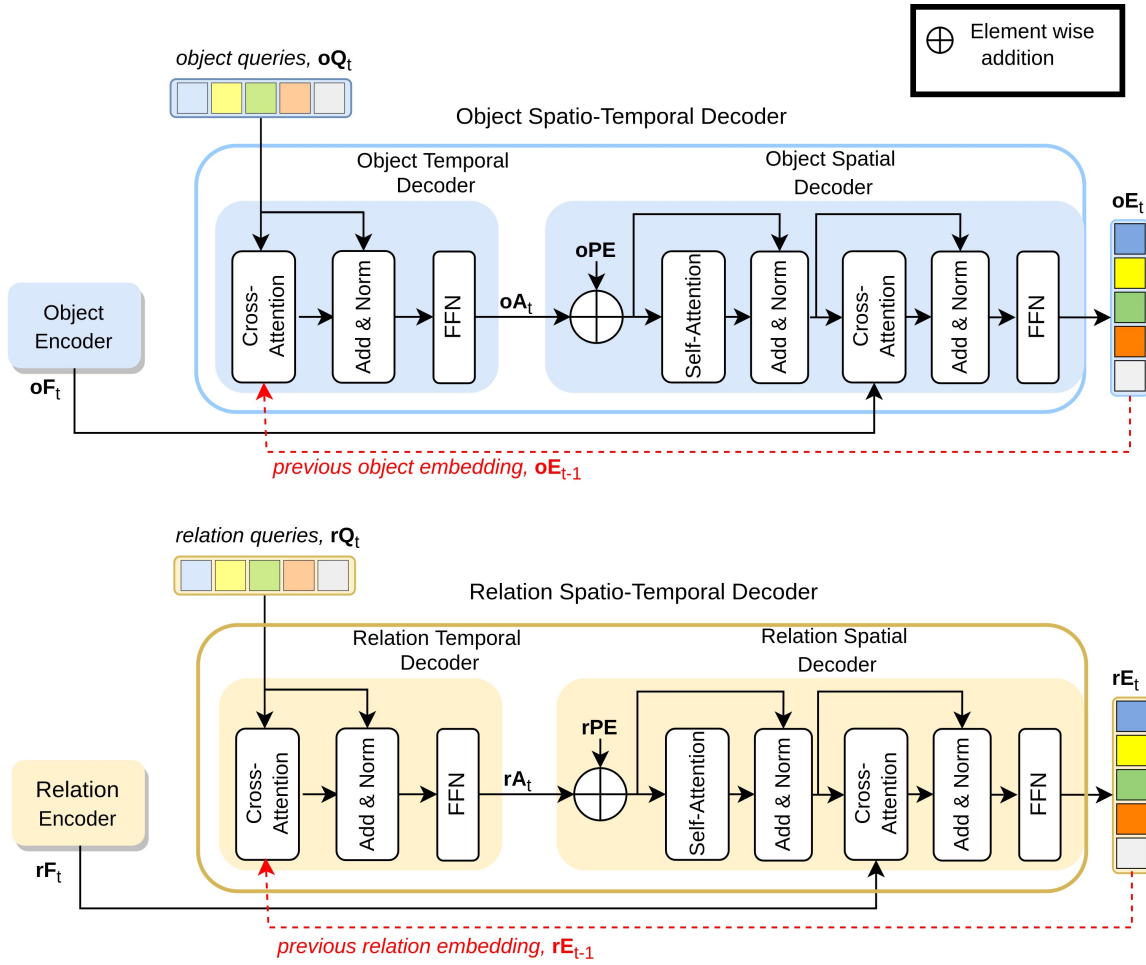 Element wise
addition
object queries, oQt
Object Spatio-Temporal Decoder
Object Temporal
Decoder
Object Spatial
Decoder
oEt
oPE
Object
Encoder
Cross-
Attention
Add & Norm
FFN
oAt
Self-Attention
Add & Norm
Cross-
Attention
Add & Norm
FFN
oFt
previous object embedding, oEt-1
relation queries, rQt
Relation Spatio-Temporal Decoder
Relation Temporal
Decoder
Relation Spatial
Decoder
rEt
rPE
Relation
Encoder
Cross-
Attention
Add & Norm
FFN
rAt
Self-Attention
Add & Norm
Cross-
Attention
Add & Norm
FFN
rFt
previous relation embedding, rEt-1